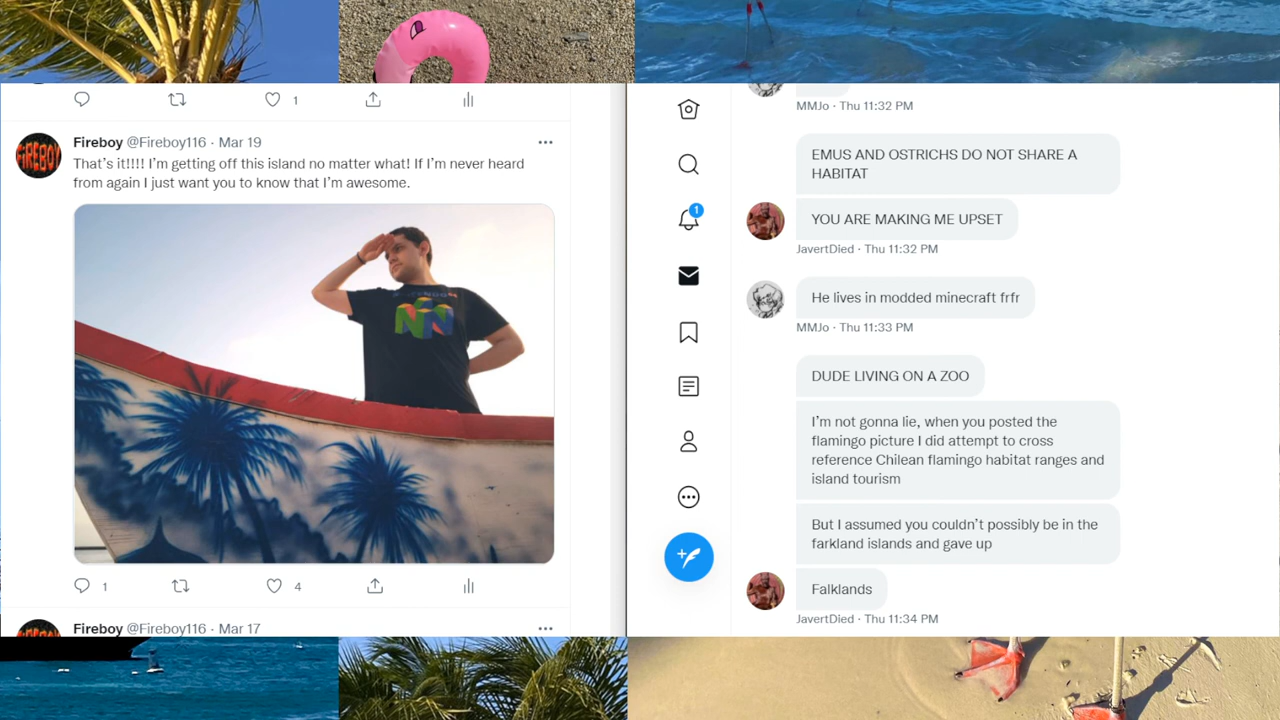 1
Fireboy @Fireboy116 · Mar 19
That's it!!!! I'm getting off this island no matter what! If I'm never heard
from again I just want you to know that I'm awesome.
FIREBOY
1
4
Fireboy @Fireboy116 · Mar 17
MMJo · Thu 11:32 PM
EMUS AND OSTRICHS DO NOT SHARE A
HABITAT
YOU ARE MAKING ME UPSET
JavertDied · Thu 11:32 PM
1
He lives in modded minecraft frfr
MMJo · Thu 11:33 PM
DUDE LIVING ON A ZOO
I'm not gonna lie, when you posted the
flamingo picture I did attempt to cross
reference Chilean flamingo habitat ranges and
island tourism
But I assumed you couldn't possibly be in the
farkland islands and gave up
Falklands
JavertDied · Thu 11:34 PM